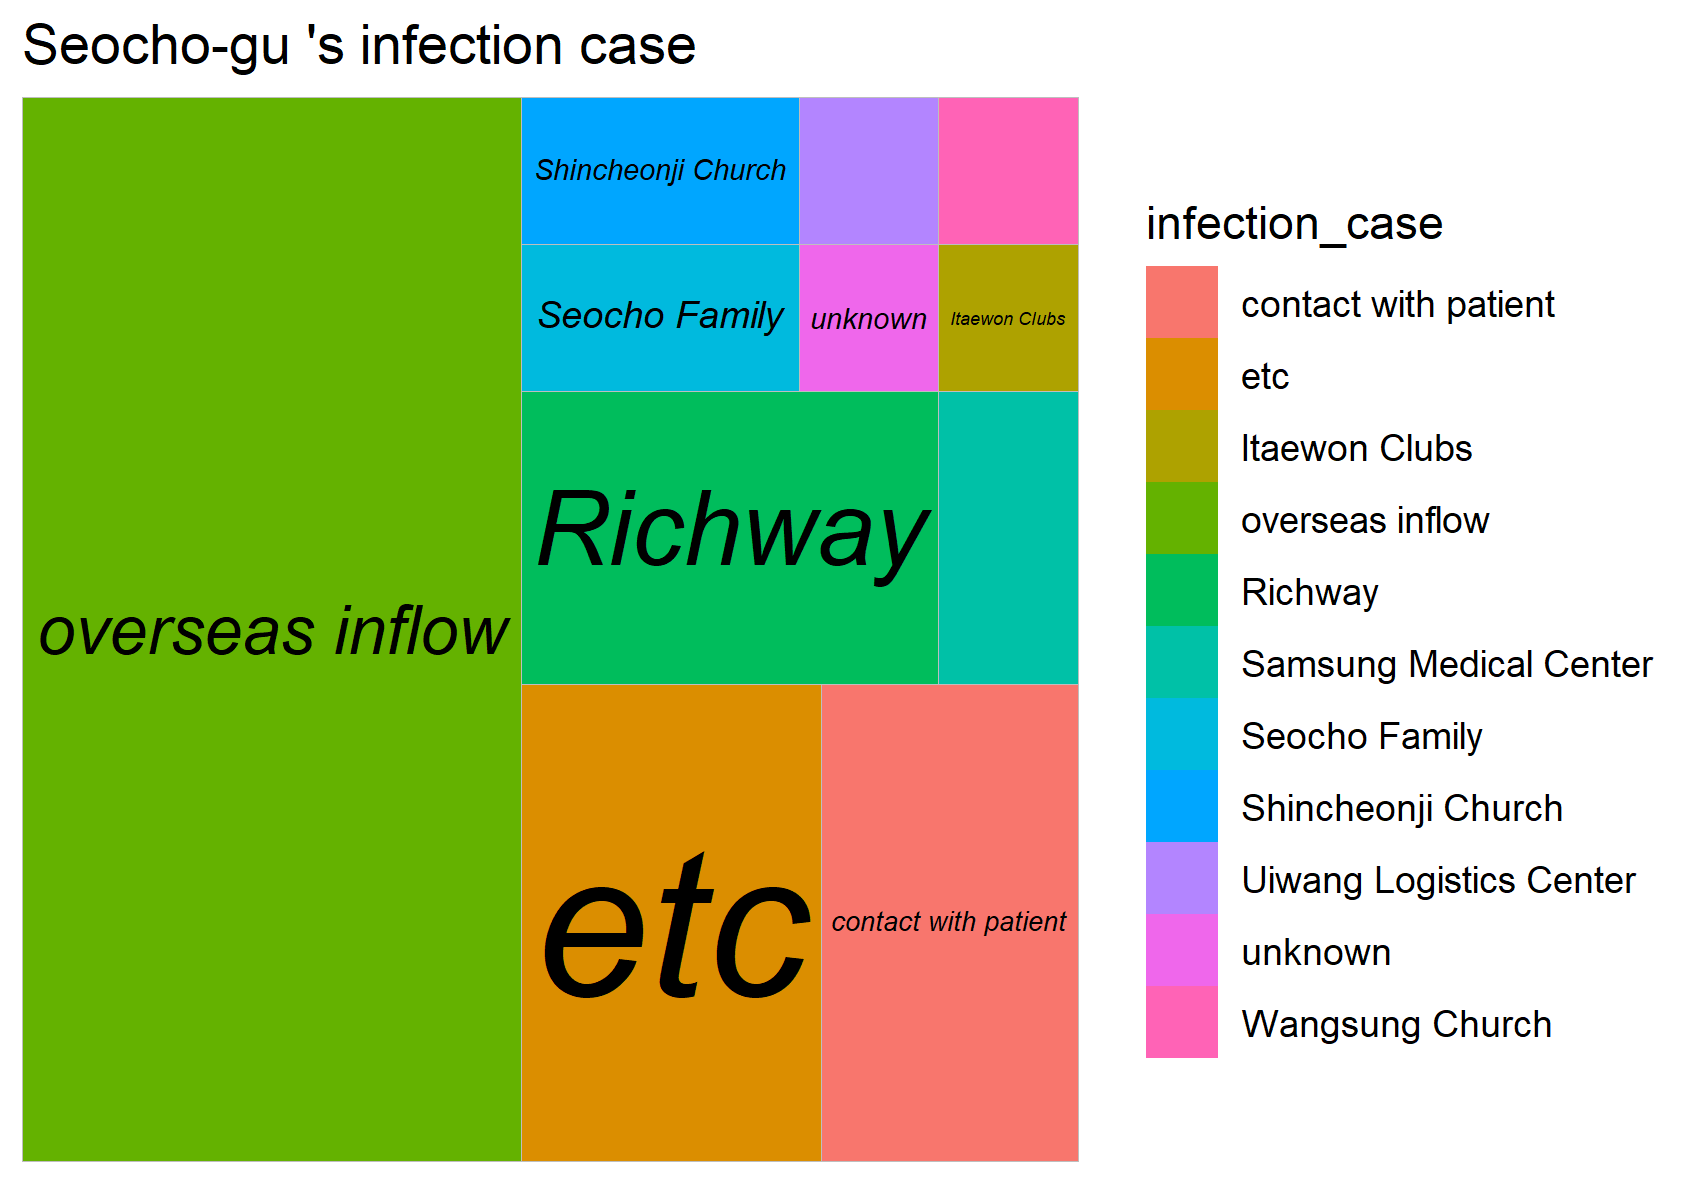 Seocho-gu 's infection case
Shincheonji Church
Seocho Family
unknown
Itaewon Clubs
Richway
overseas inflow
etc
contact with patient
infection_case
contact with patient
etc
Itaewon Clubs
overseas inflow
Richway
Samsung Medical Center
Seocho Family
Shincheonji Church
Uiwang Logistics Center
unknown
Wangsung Church